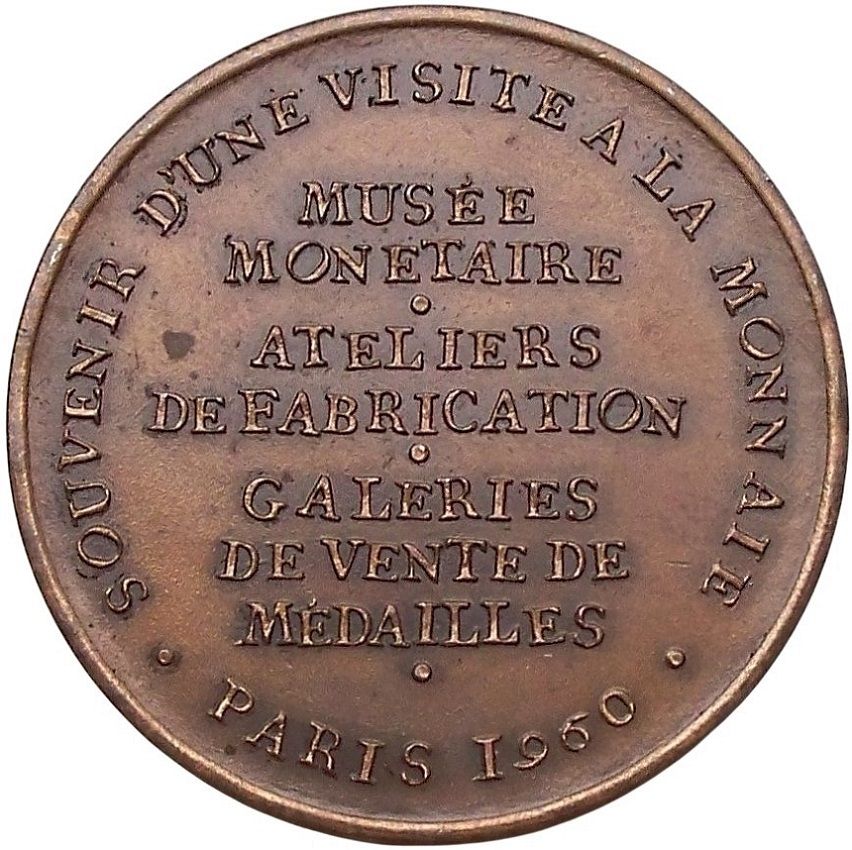 SOUVENIR D'UNE VISITE A LA MONNAIE
MUSÉE
MONETAIRE
ATELIERS
DE FABRICATION
GALERIES
DE VENTE DE
MÉDAILLES
PARIS 1960